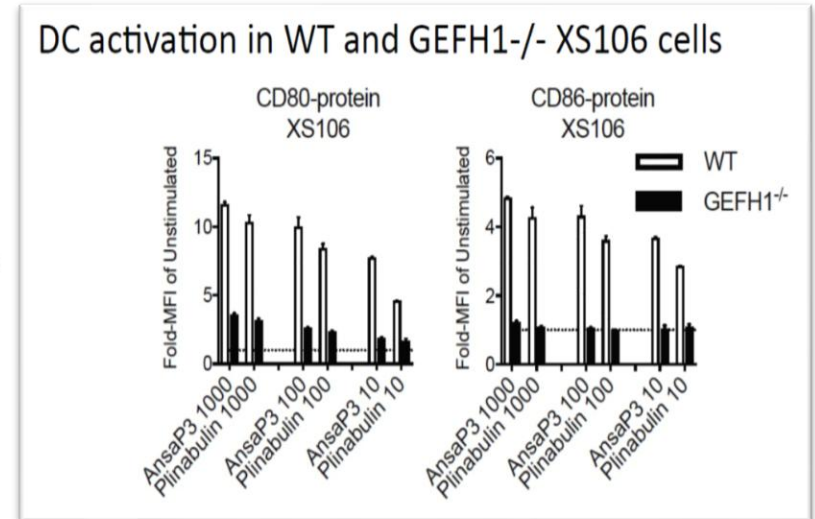 DC activation in WT and GEFH1-/- XS106 cells
CD80-protein
XS106
Fold-MFI of Unstimulated
15
10
5
0
AnsaP3 1000
Plinabulin 1000
AnsaP3 100
Plinabulin 100
AnsaP3 10
Plinabulin 10
CD86-protein
XS106
Fold-MFI of Unstimulated
6
4
2
0
AnsaP3 1000
Plinabulin 1000
AnsaP3 100
Plinabulin 100
AnsaP3 10
Plinabulin 10
WT
GEFH1-/-